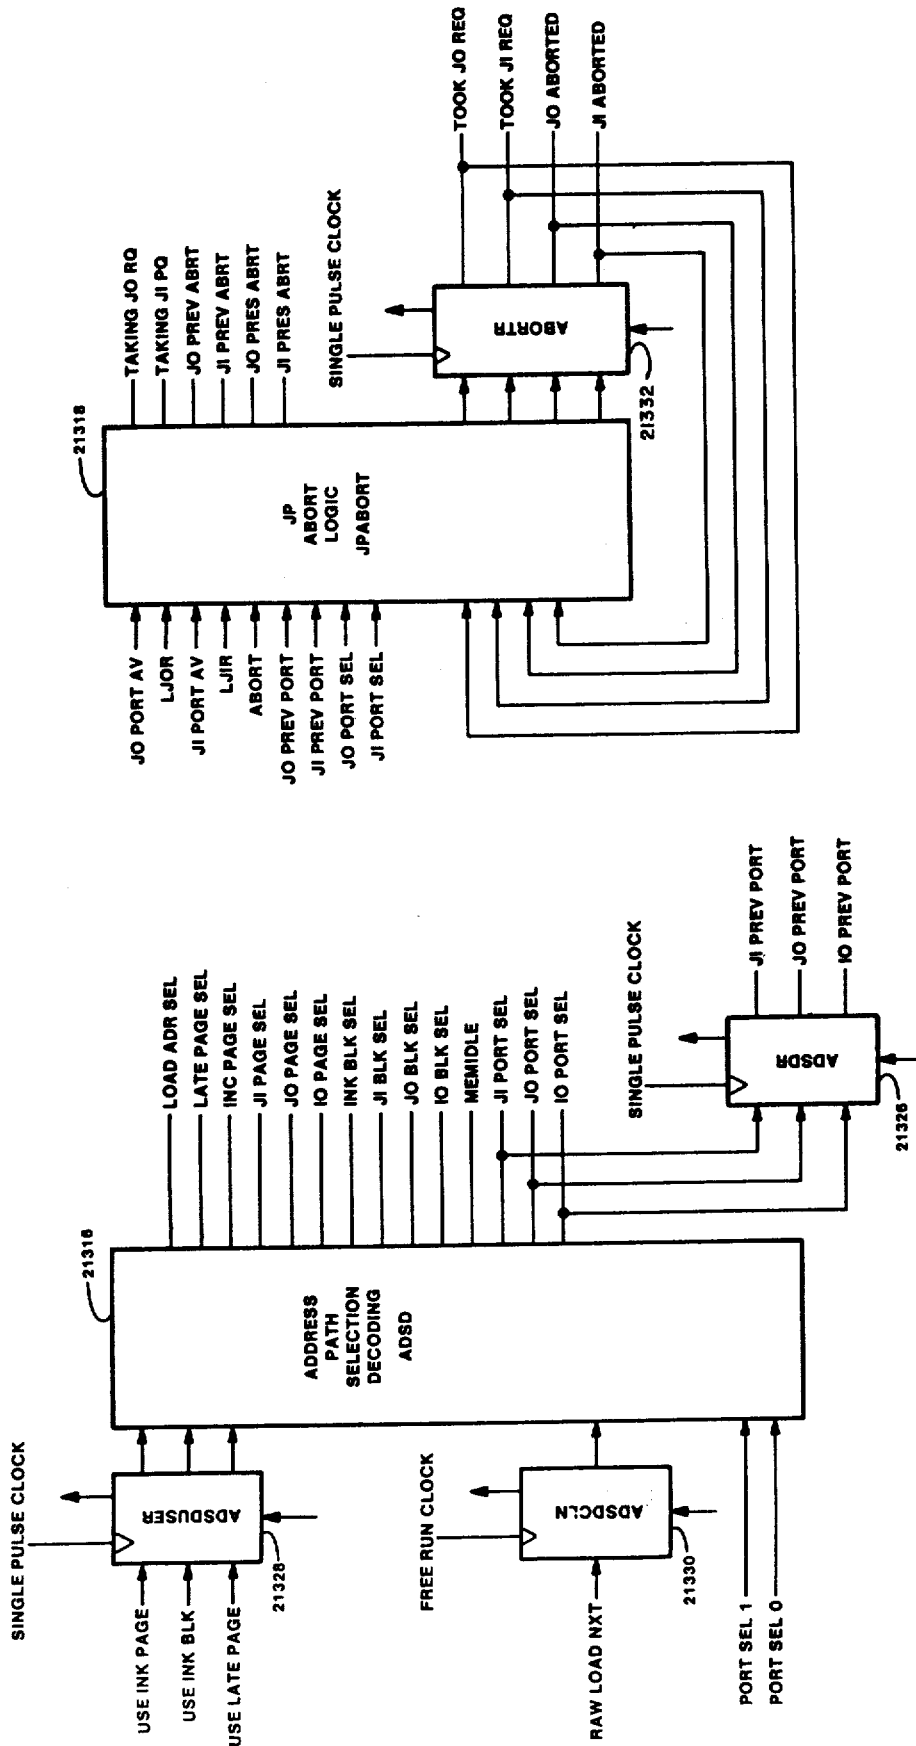 SINGLE PULSE CLOCK
USE INK PAGE
USE INK BLK
USE LATE PAGE
ADSDUSER
21328
FREE RUN CLOCK
RAW LOAD NXT
ADSDCLN
21330
PORT SEL 1
PORT SEL 0
21316
ADDRESS
PATH
SELECTION
DECODING
ADSD
LOAD ADR SEL
LATE PAGE SEL
INC PAGE SEL
JI PAGE SEL
JO PAGE SEL
IO PAGE SEL
INK BLK SEL
JI BLK SEL
JO BLK SEL
IO BLK SEL
MEMIDLE
JI PORT SEL
JO PORT SEL
IO PORT SEL
SINGLE PULSE CLOCK
ADSDR
21326
JI PREV PORT
JO PREV PORT
IO PREV PORT
JO PORT AV
LJOR
JI PORT AV
LJIR
ABORT
JO PREV PORT
JI PREV PORT
JO PORT SEL
JI PORT SEL
21318
JP
ABORT
LOGIC
JPABORT
TAKING JO RQ
TAKING JI PQ
JO PREV ABRT
JI PREV ABRT
JO PRES ABRT
JI PRES ABRT
SINGLE PULSE CLOCK
ABORTR
21332
TOOK JO REQ
TOOK JI REQ
JO ABORTED
JI ABORTED